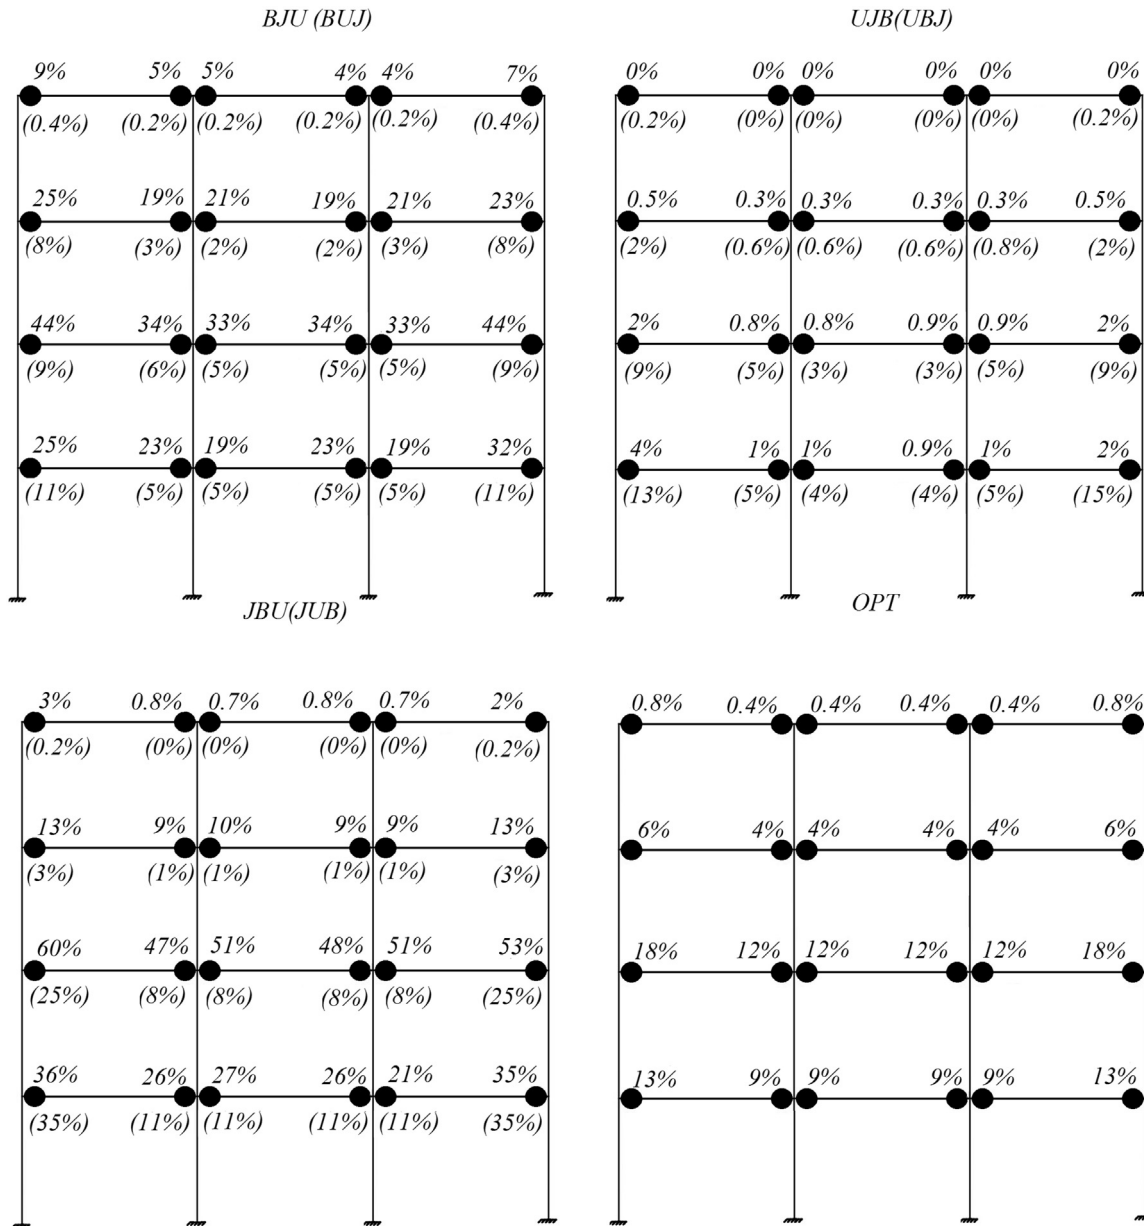 BJU (BUJ)
9% 5% 5% 4% 4% 7%
(0.4%) (0.2%) (0.2%) (0.2%) (0.2%) (0.4%)
25% 19% 21% 19% 21% 23%
(8%) (3%) (2%) (2%) (3%) (8%)
44% 34% 33% 34% 33% 44%
(9%) (6%) (5%) (5%) (5%) (9%)
25% 23% 19% 23% 19% 32%
(11%) (5%) (5%) (5%) (5%) (11%)
UJB(UBJ)
0% 0% 0% 0% 0% 0%
(0.2%) (0%) (0%) (0%) (0%) (0.2%)
0.5% 0.3% 0.3% 0.3% 0.3% 0.5%
(2%) (0.6%) (0.6%) (0.6%) (0.8%) (2%)
2% 0.8% 0.8% 0.9% 0.9% 2%
(9%) (5%) (3%) (3%) (5%) (9%)
4% 1% 1% 0.9% 1% 2%
(13%) (5%) (4%) (4%) (5%) (15%)
JBU(JUB)
3% 0.8% 0.7% 0.8% 0.7% 2%
(0.2%) (0%) (0%) (0%) (0%) (0.2%)
13% 9% 10% 9% 9% 13%
(3%) (1%) (1%) (1%) (1%) (3%)
60% 47% 51% 48% 51% 53%
(25%) (8%) (8%) (8%) (8%) (25%)
36% 26% 27% 26% 21% 35%
(35%) (11%) (11%) (11%) (11%) (35%)
OPT
0.8% 0.4% 0.4% 0.4% 0.4% 0.8%
6% 4% 4% 4% 4% 6%
18% 12% 12% 12% 12% 18%
13% 9% 9% 9% 9% 13%